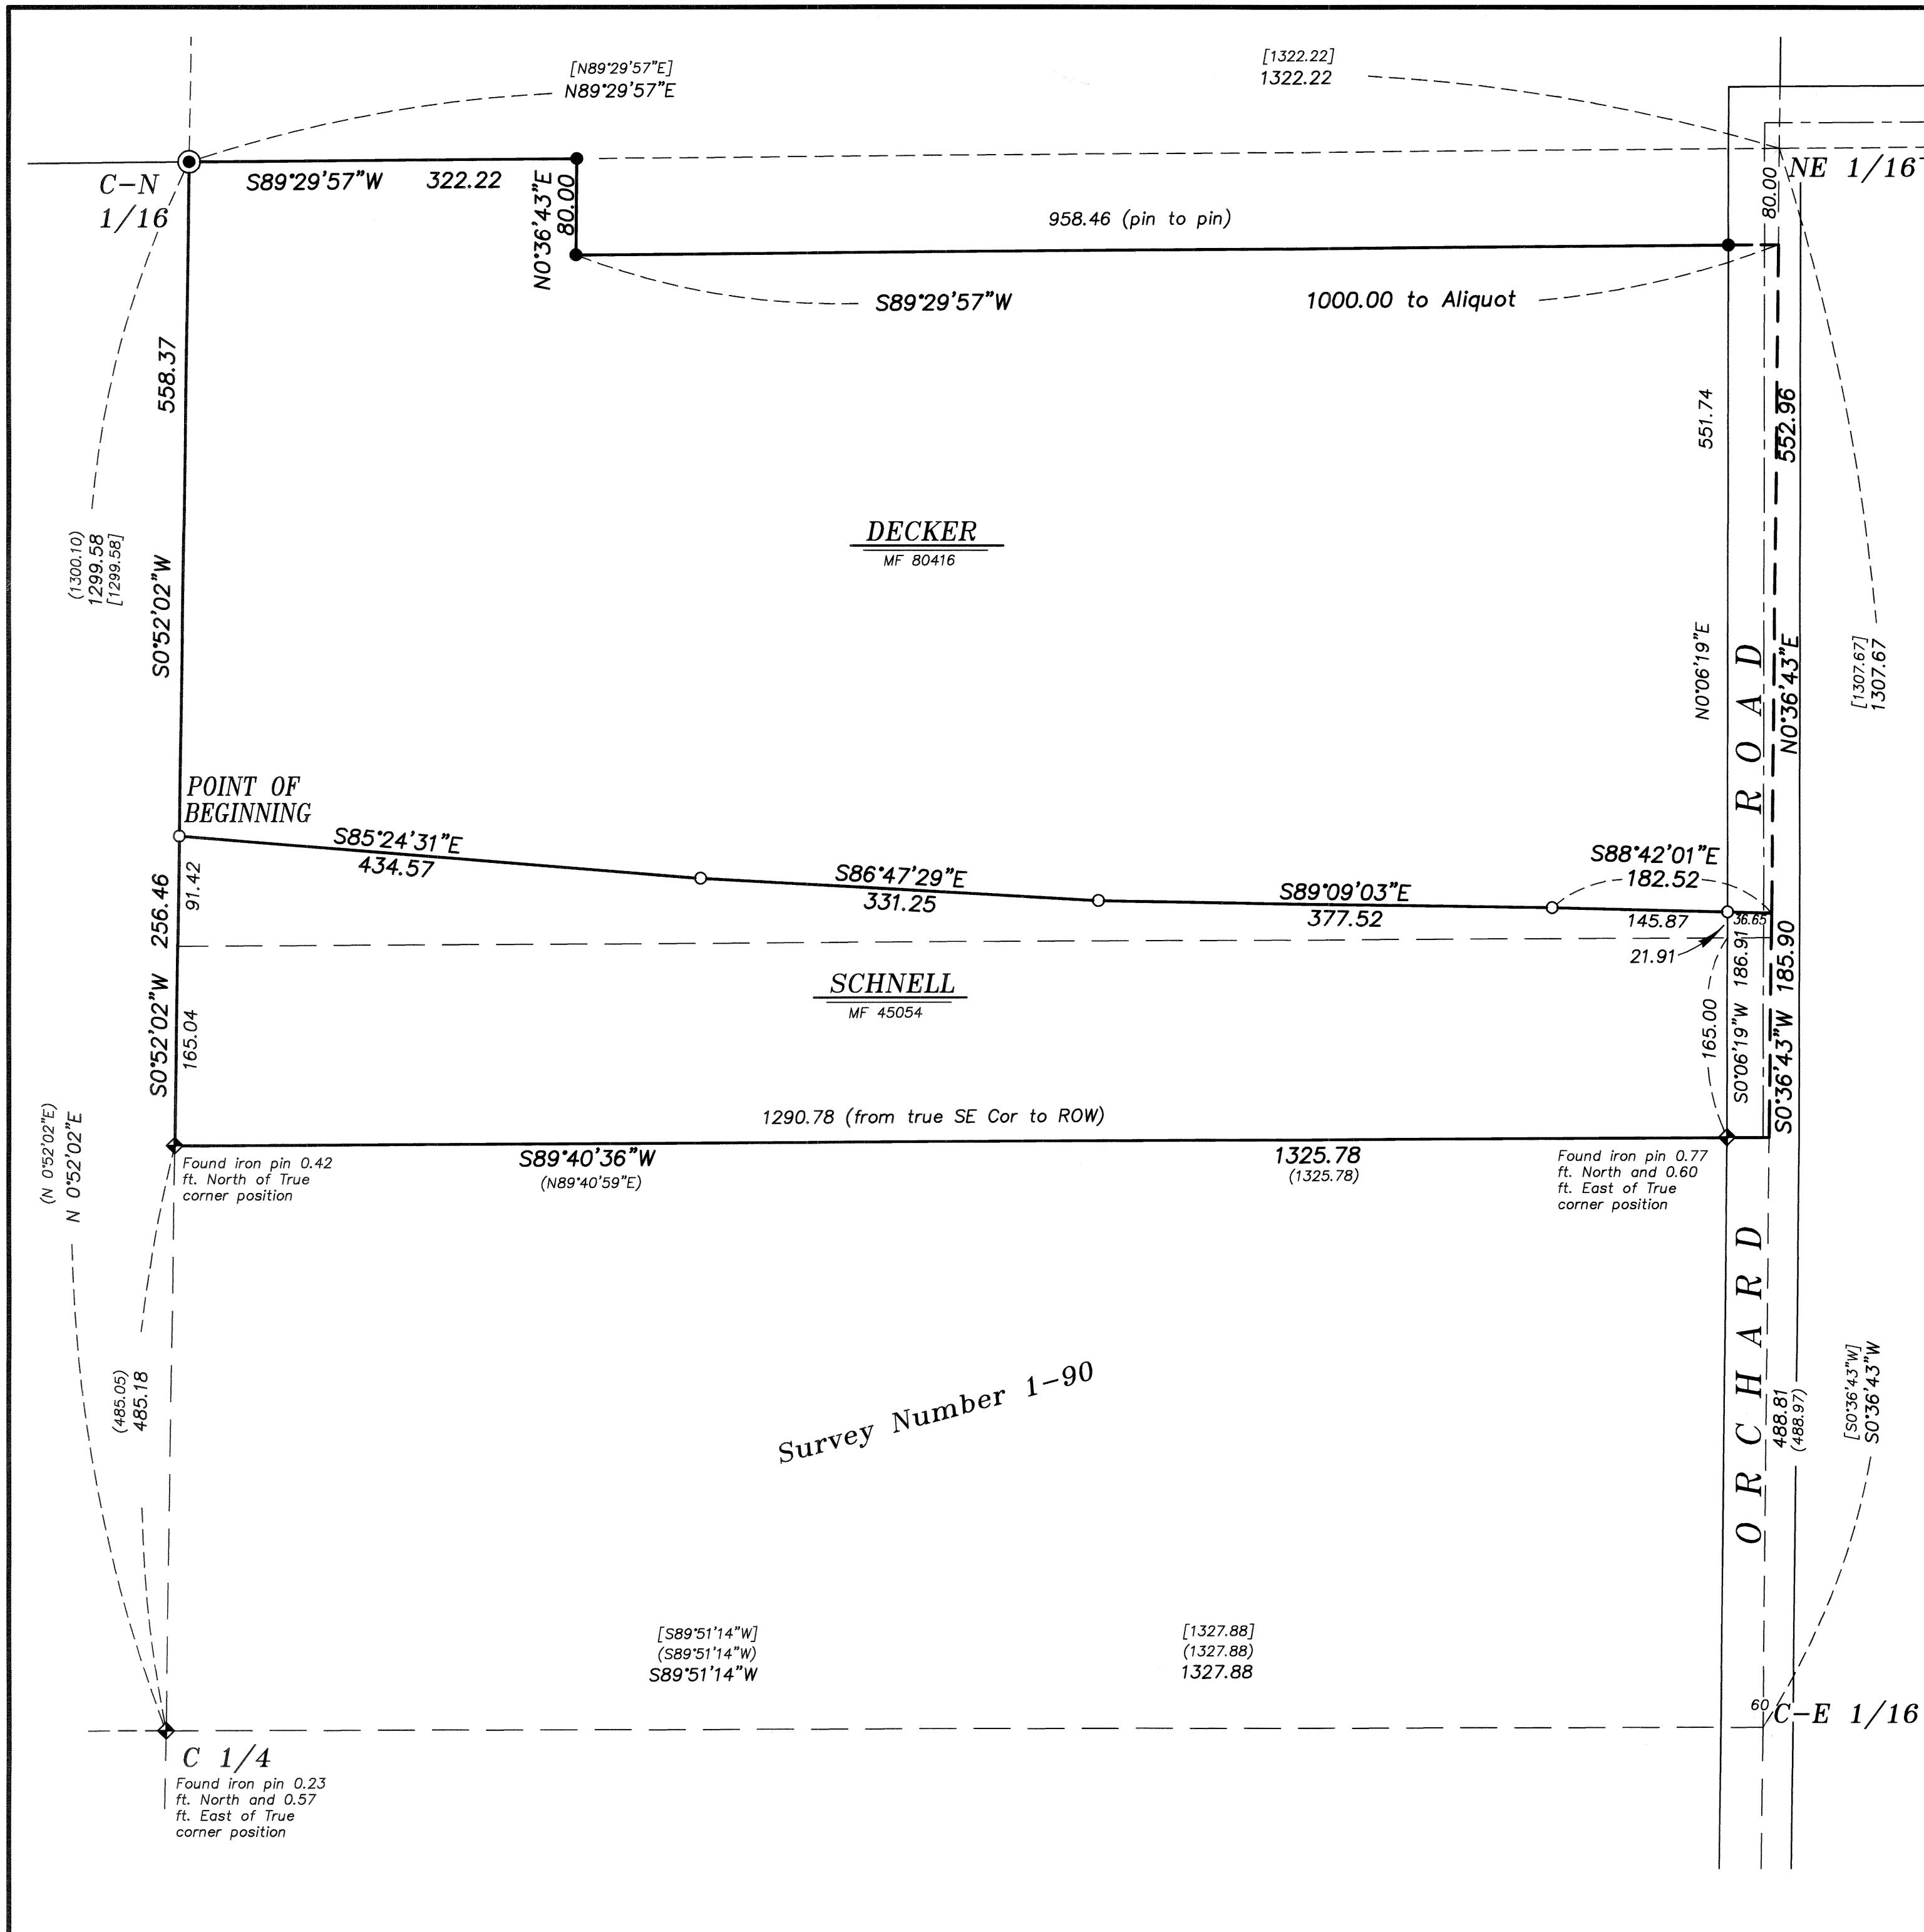 [N89°29'57"E]
N89°29'57"E
[1322.22]
1322.22
C-N
1/16
S89°29'57"W 322.22
N0°36'43"E
80.00
958.46 (pin to pin)
80.00
NE 1/16
S89°29'57"W
1000.00 to Aliquot
558.37
S0°52'02"W
(1300.10)
1299.58
[1299.58]
551.74
N0°06'19"E
552.96
N0°36'43"E
[1307.67]
1307.67
DECKER
MF 80416
ROAD
POINT OF
BEGINNING
S85°24'31"E
434.57
S86°47'29"E
331.25
S89°09'03"E
377.52
S88°42'01"E
182.52
145.87
36.65
21.91
256.46
91.42
S0°52'02"W
165.04
SCHNELL
MF 45054
165.00
S0°06'19"W 186.91
S0°36'43"W 185.90
1290.78 (from true SE Cor to ROW)
S89°40'36"W
(N89°40'59"E)
1325.78
(1325.78)
Found iron pin 0.42
ft. North of True
corner position
Found iron pin 0.77
ft. North and 0.60
ft. East of True
corner position
(N 0°52'02"E)
N 0°52'02"E
(485.05)
485.18
Survey Number 1-90
ORCHARD
488.81
(488.97)
[S0°36'43"W]
S0°36'43"W
[S89°51'14"W]
(S89°51'14"W)
S89°51'14"W
[1327.88]
(1327.88)
1327.88
60
C-E 1/16
C 1/4
Found iron pin 0.23
ft. North and 0.57
ft. East of True
corner position